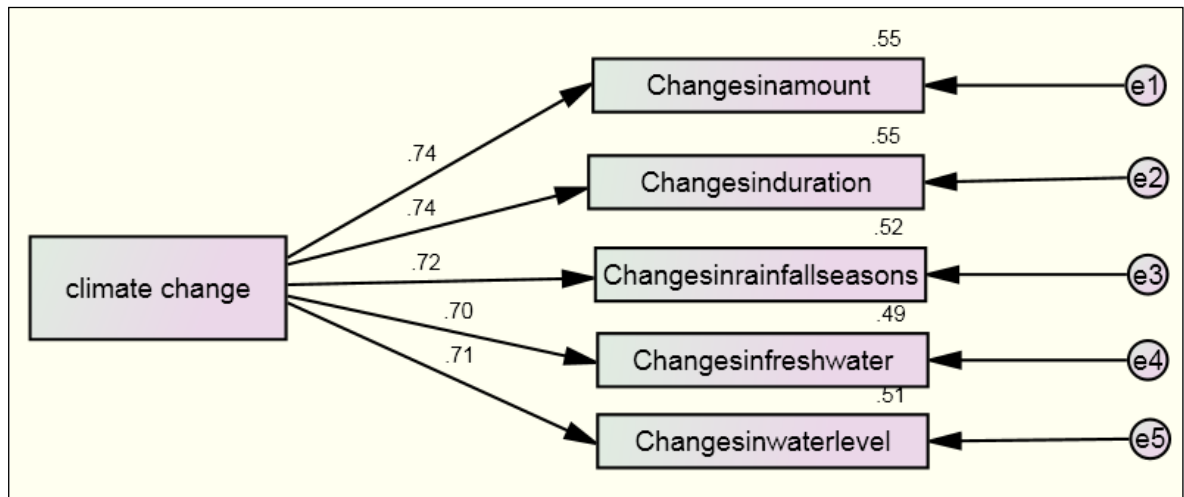 .55
Changesinamount
e1
.74
.55
Changesinduration
e2
.74
.52
climate change
.72
Changesinrainfallseasons
e3
.70
.49
Changesinfreshwater
e4
.71
.51
Changesinwaterlevel
e5